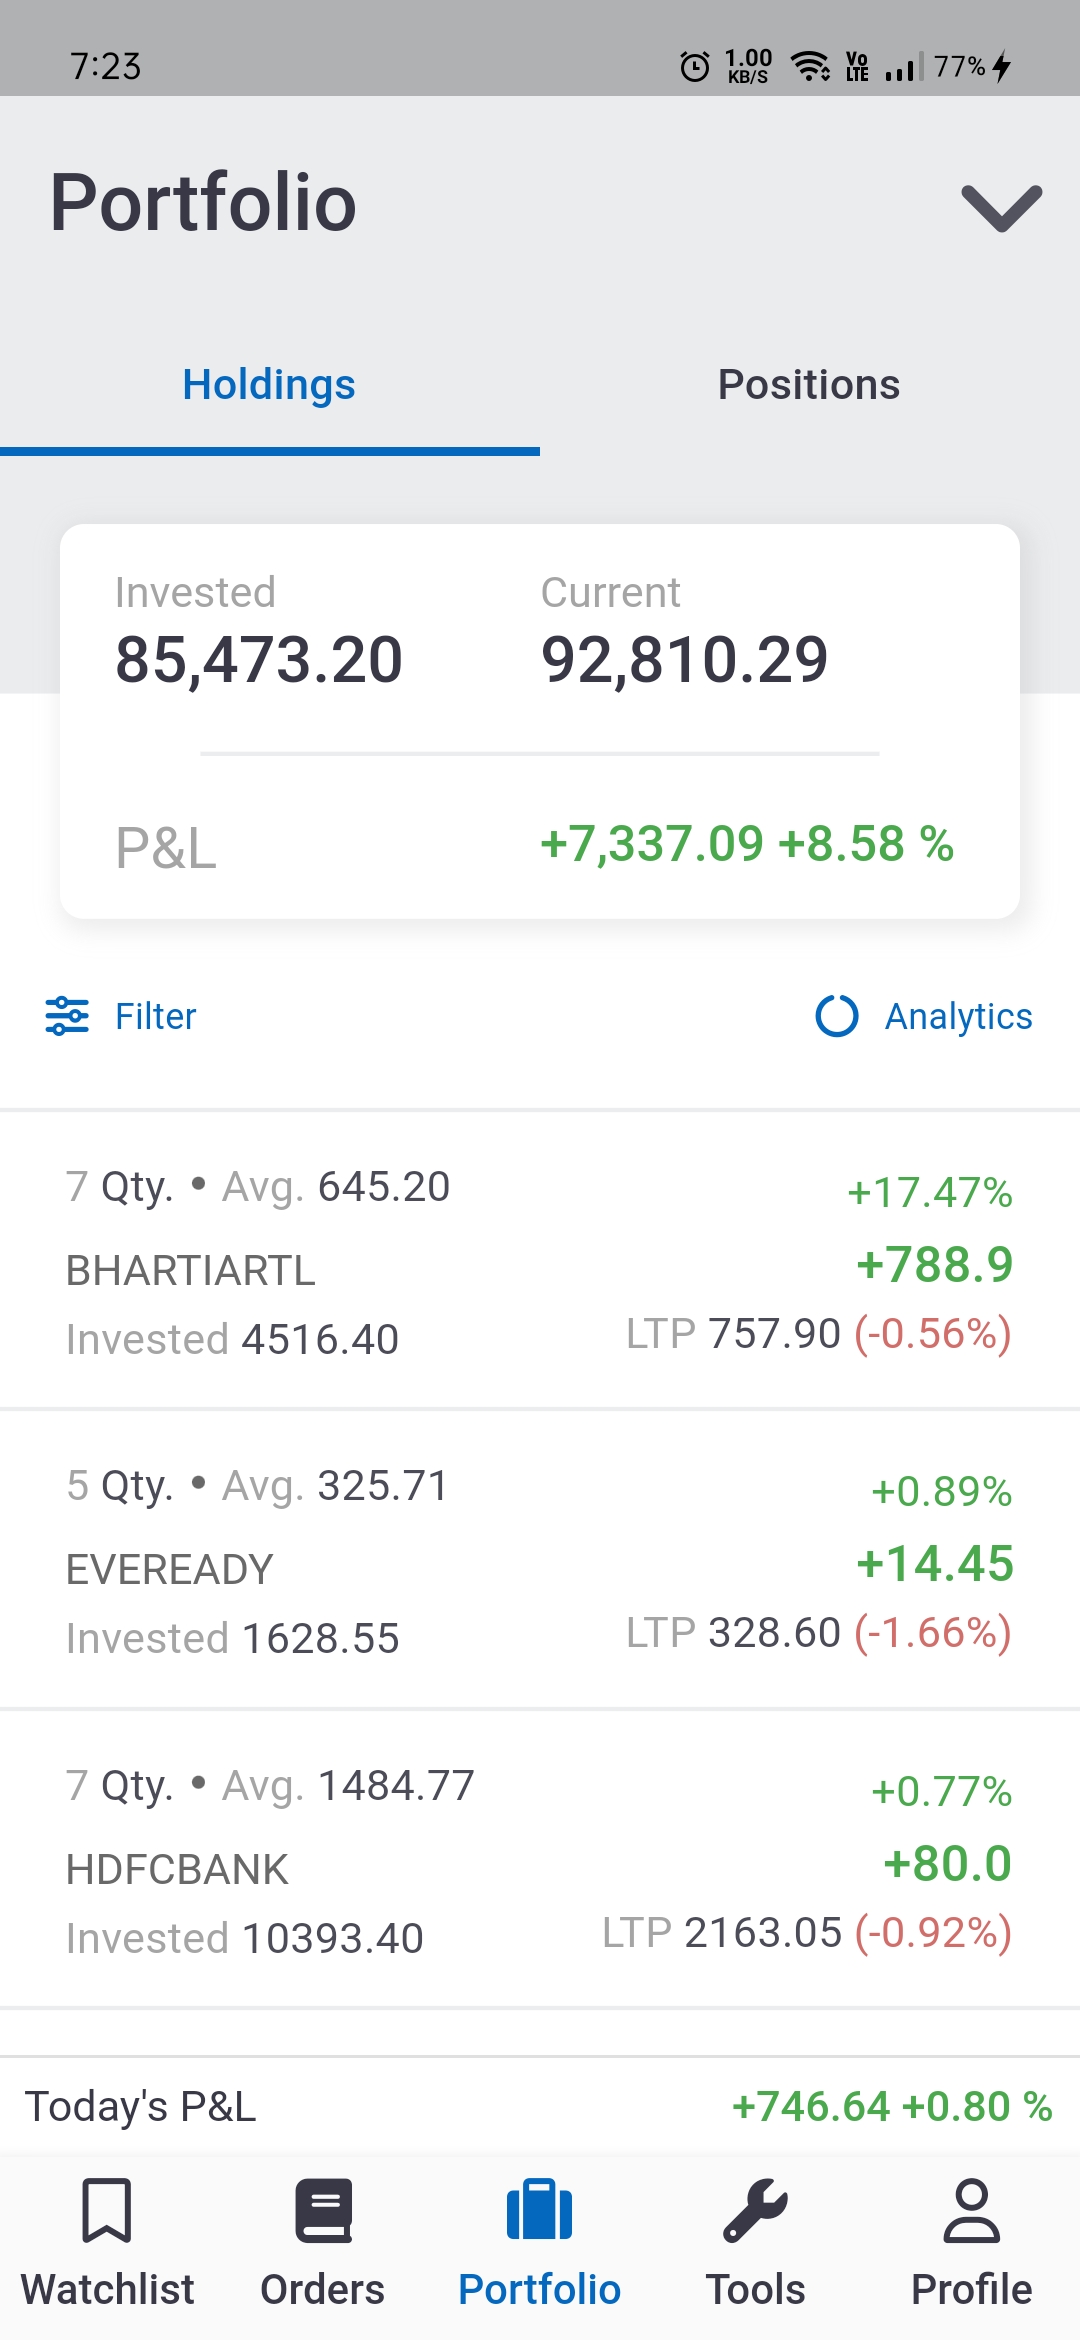 7:23
1.00 KB/S Vo LTE 77%
Portfolio
Holdings Positions
Invested Current
85,473.20 92,810.29
P&L +7,337.09 +8.58 %
Filter Analytics
7 Qty. • Avg. 645.20 +17.47%
BHARTIARTL +788.9
Invested 4516.40 LTP 757.90 (-0.56%)
5 Qty. • Avg. 325.71 +0.89%
EVEREADY +14.45
Invested 1628.55 LTP 328.60 (-1.66%)
7 Qty. • Avg. 1484.77 +0.77%
HDFCBANK +80.0
Invested 10393.40 LTP 2163.05 (-0.92%)
Today's P&L +746.64 +0.80 %
Watchlist Orders Portfolio Tools Profile